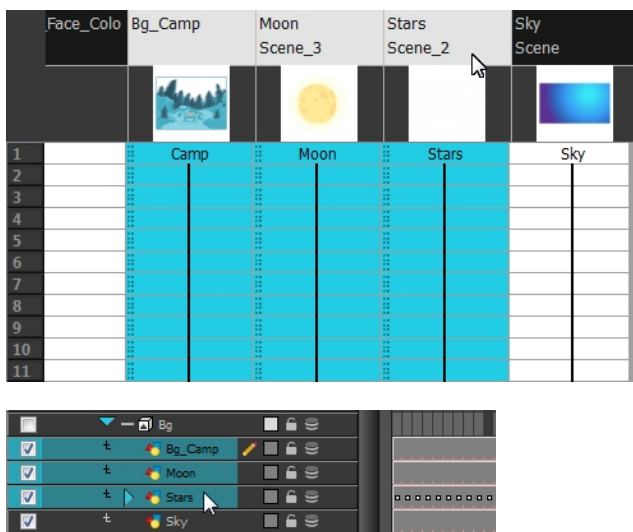 _Face_Colo Bg_Camp Moon Stars Sky
Scene_3 Scene_2 Scene
1 Camp Moon Stars Sky
2
3
4
5
6
7
8
9
10
11
Bg
Bg_Camp
Moon
Stars
Sky